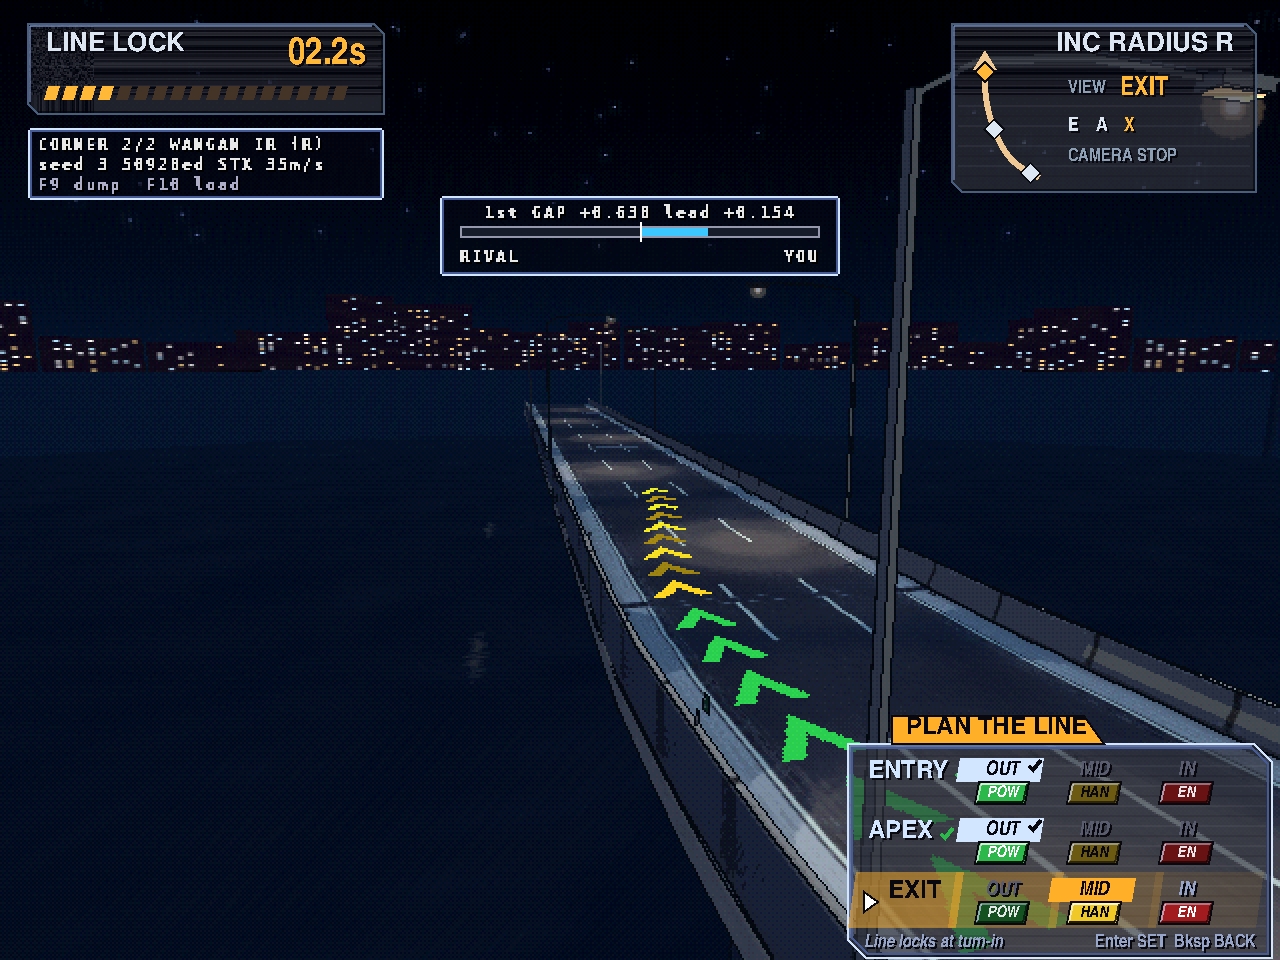 LINE LOCK
02.2s
CORNER 2/2 WANGAN IR (R)
seed 3 50920ed STK 35m/s
F9 dump F10 load
1st GAP +0.630 lead +0.154
RIVAL YOU
INC RADIUS R
VIEW EXIT
E A X
CAMERA STOP
PLAN THE LINE
ENTRY OUT MID IN
POW HAN EN
APEX OUT MID IN
POW HAN EN
EXIT OUT MID IN
POW HAN EN
Line locks at turn-in Enter SET Bksp BACK